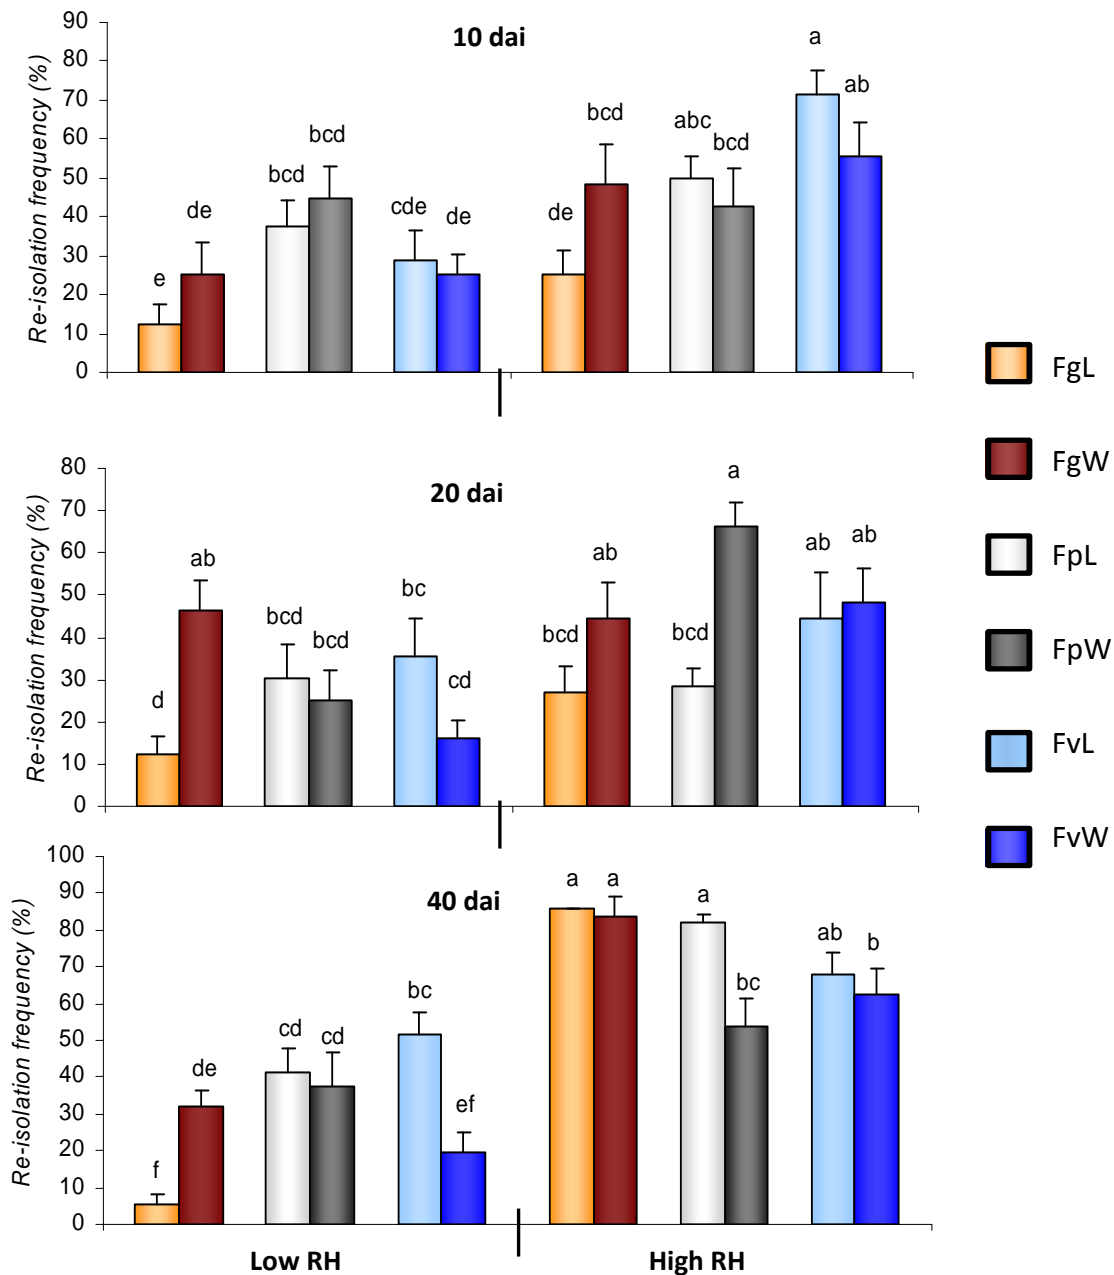 10 dai
Re-isolation frequency (%)
90
80
70
60
50
40
30
20
10
0
e
de
bcd
bcd
cde
de
de
bcd
abc
bcd
a
ab
20 dai
Re-isolation frequency (%)
80
70
60
50
40
30
20
10
0
d
ab
bcd
bcd
bc
cd
bcd
ab
bcd
a
ab
ab
40 dai
Re-isolation frequency (%)
100
90
80
70
60
50
40
30
20
10
0
f
de
cd
cd
bc
ef
a
a
a
bc
ab
b
Low RH
High RH
FgL
FgW
FpL
FpW
FvL
FvW